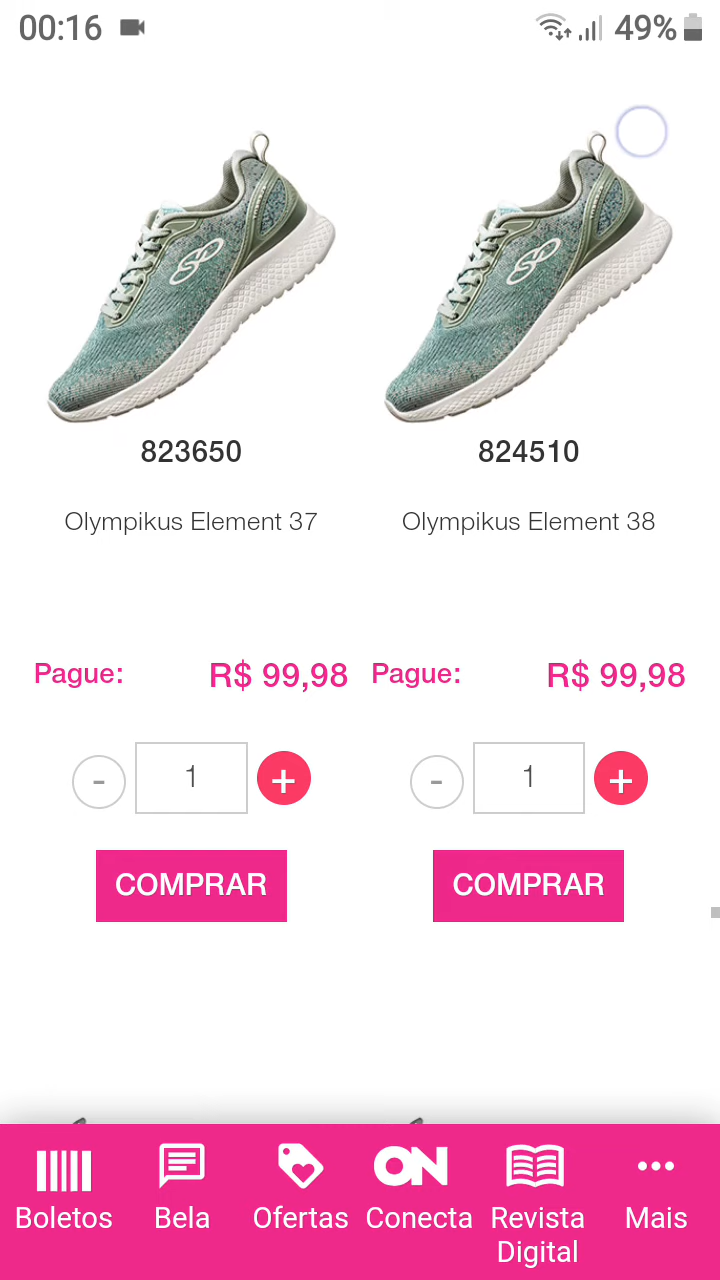 00:16 49%
823650 824510
Olympikus Element 37 Olympikus Element 38
Pague: R$ 99,98 Pague: R$ 99,98
- 1 + - 1 +
COMPRAR COMPRAR
ON
Boletos Bela Ofertas Conecta Revista Digital Mais